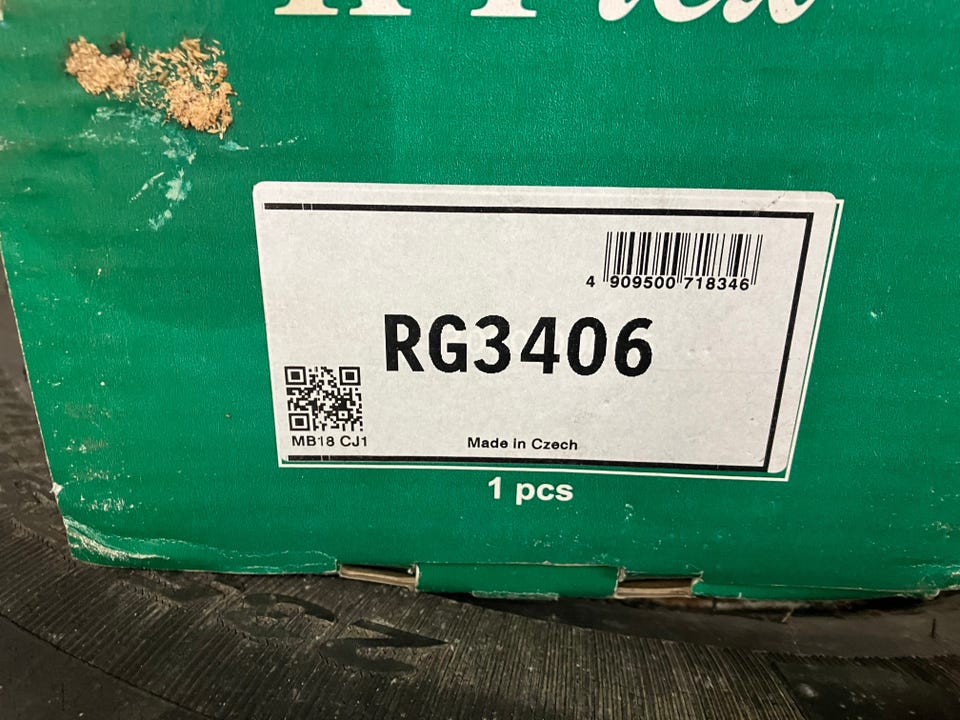 4 909500 718346
RG3406
MB18 CJ1
Made in Czech
1 pcs